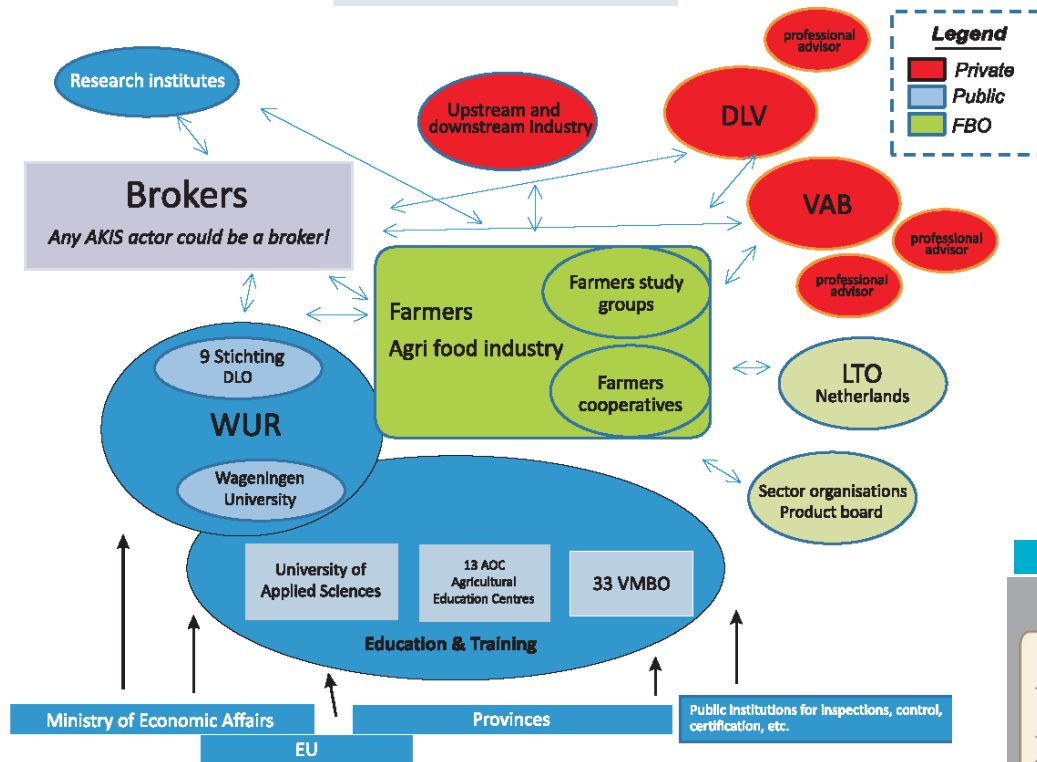 professional
advisor
Legend
Private
Public
FBO
Research institutes
Upstream and
downstream Industry
DLV
Brokers
Any AKIS actor could be a broker!
VAB
professional
advisor
professional
advisor
Farmers study
groups
Farmers
Agri food industry
Farmers
cooperatives
9 Stichting
DLO
WUR
Wageningen
University
LTO
Netherlands
Sector organisations
Product board
University of
Applied Sciences
13 AOC
Agricultural
Education Centres
33 VMBO
Education & Training
Ministry of Economic Affairs
Provinces
Public institutions for inspections, control,
certification, etc.
EU